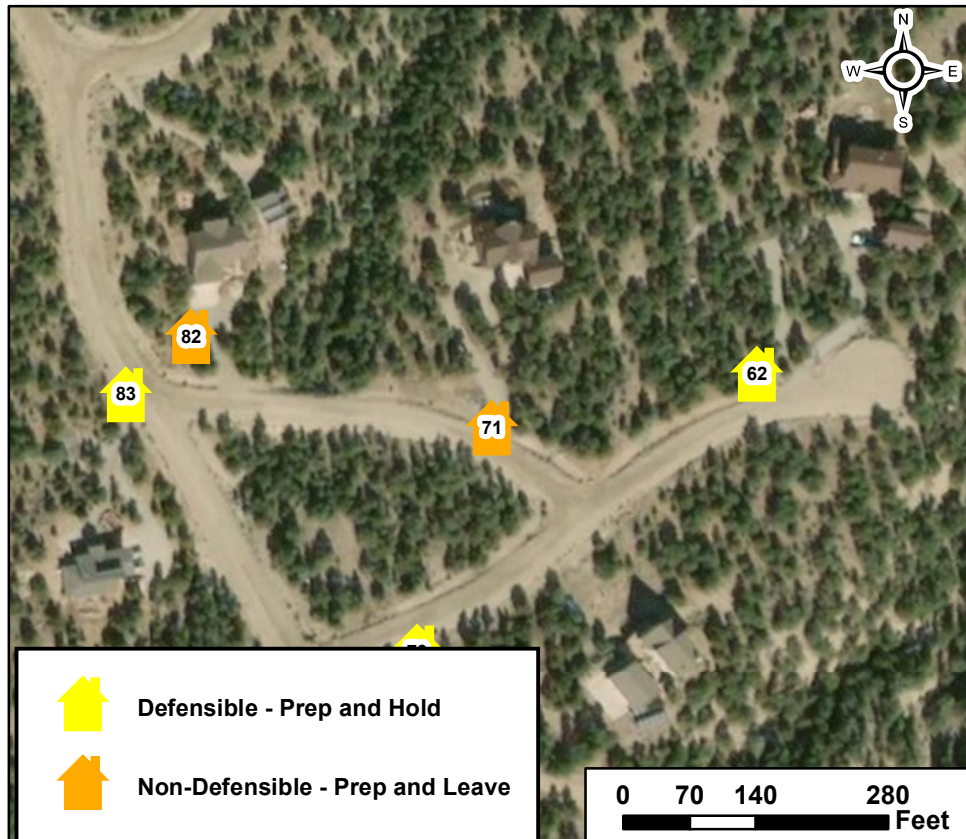 N
W E
S
82
83
62
71
Defensible - Prep and Hold
Non-Defensible - Prep and Leave
0 70 140 280
Feet